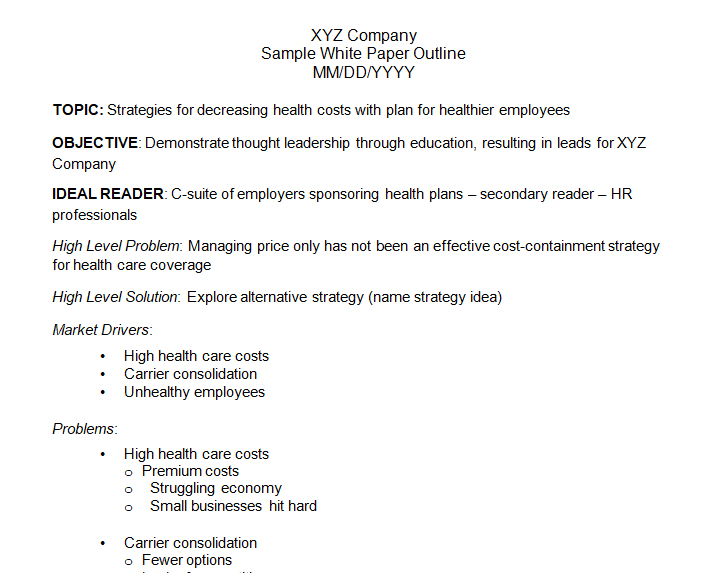 XYZ Company
Sample White Paper Outline
MM/DD/YYYY
TOPIC: Strategies for decreasing health costs with plan for healthier employees
OBJECTIVE: Demonstrate thought leadership through education, resulting in leads for XYZ
Company
IDEAL READER: C-suite of employers sponsoring health plans – secondary reader – HR
professionals
High Level Problem: Managing price only has not been an effective cost-containment strategy
for health care coverage
High Level Solution: Explore alternative strategy (name strategy idea)
Market Drivers:
• High health care costs
• Carrier consolidation
• Unhealthy employees
Problems:
• High health care costs
o Premium costs
o Struggling economy
o Small businesses hit hard
• Carrier consolidation
o Fewer options